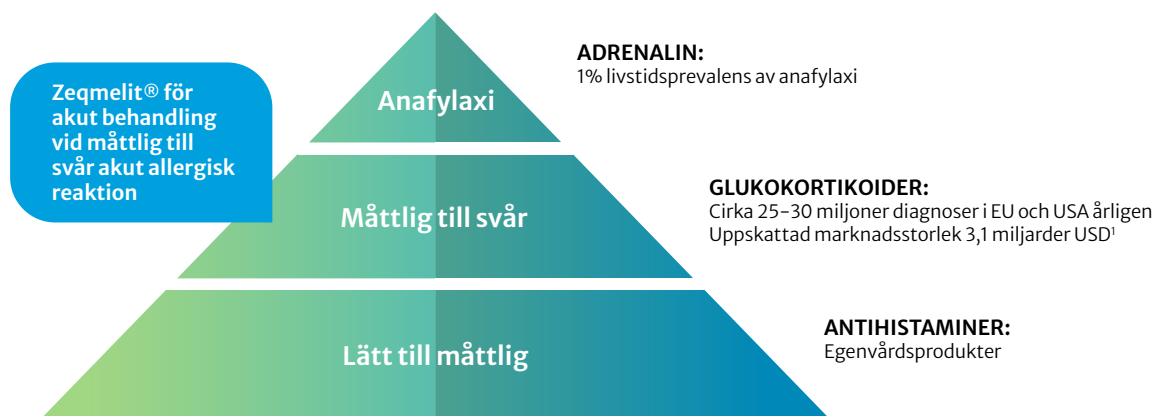 Zeqmelit® för
akut behandling
vid måttlig till
svår akut allergisk
reaktion
Anafylaxi
ADRENALIN:
1% livstidsprevalens av anafylaxi
Måttlig till svår
GLUKOKORTIKOIDER:
Cirka 25-30 miljoner diagnoser i EU och USA årligen
Uppskattad marknadsstorlek 3,1 miljarder USD¹
Lätt till måttlig
ANTIHISTAMINER:
Egenvårdsprodukter